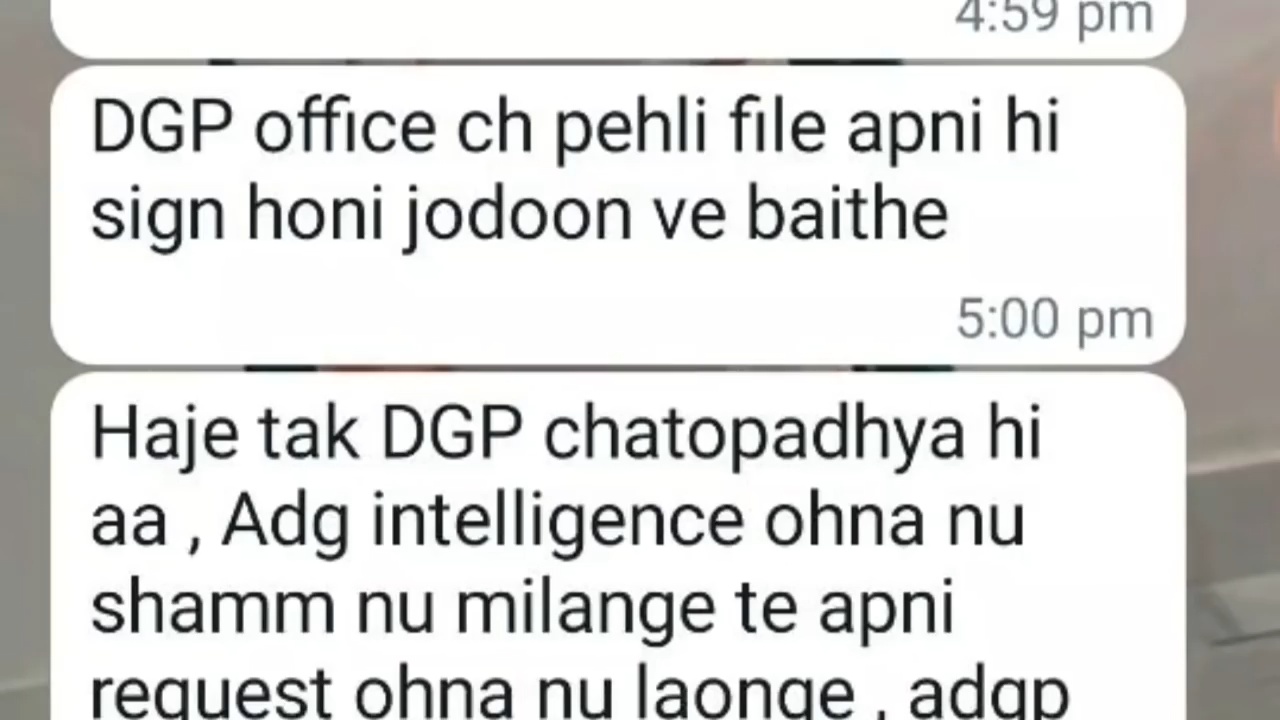 4:59 pm
DGP office ch pehli file apni hi
sign honi jodoon ve baithe
5:00 pm
Haje tak DGP chatopadhya hi
aa , Adg intelligence ohna nu
shamm nu milange te apni
request ohna nu laonge , adgp